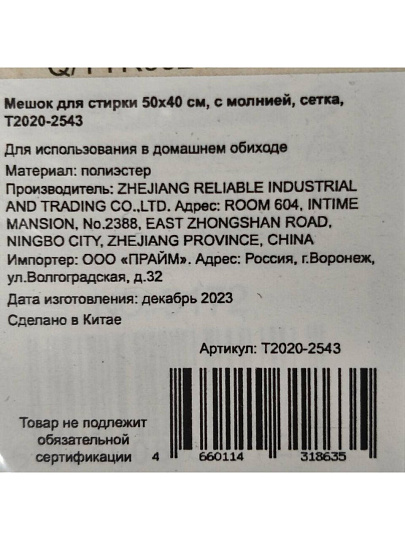 Мешок для стирки 50x40 см, с молнией, сетка,
T2020-2543
Для использования в домашнем обиходе
Материал: полиэстер
Производитель: ZHEJIANG RELIABLE INDUSTRIAL
AND TRADING CO.,LTD. Адрес: ROOM 604, INTIME
MANSION, No.2388, EAST ZHONGSHAN ROAD,
NINGBO CITY, ZHEJIANG PROVINCE, CHINA
Импортер: ООО «ПРАЙМ». Адрес: Россия, г.Воронеж,
ул.Волгоградская, д.32
Дата изготовления: декабрь 2023
Сделано в Китае
Артикул: T2020-2543
Товар не подлежит
обязательной
сертификации
4 660114 318635